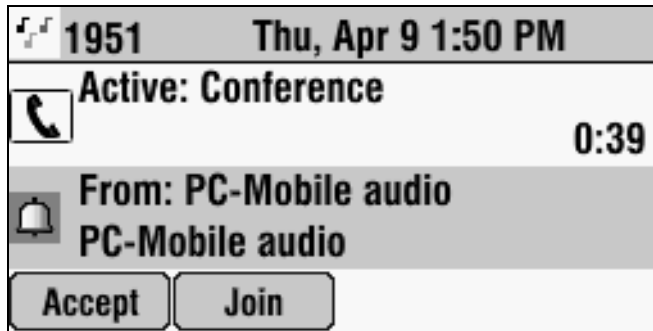 1951 Thu, Apr 9 1:50 PM
Active: Conference
0:39
From: PC-Mobile audio
PC-Mobile audio
Accept Join